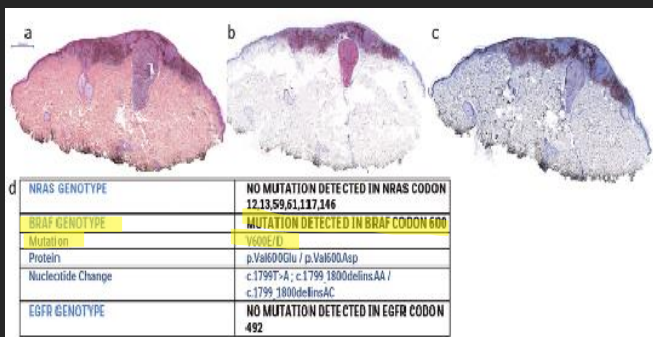 a
b
c
d
NRAS GENOTYPE
NO MUTATION DETECTED IN NRAS CODON
12,13,59,61,117,146
BRAF GENOTYPE
MUTATION DETECTED IN BRAF CODON 600
Mutation
V600E/D
Protein
p.Val600Glu / p.Val600Asp
Nucleotide Change
c.1799T>A ; c.1799_1800delinsAA /
c.1799_1800delinsAC
EGFR GENOTYPE
NO MUTATION DETECTED IN EGFR CODON
492